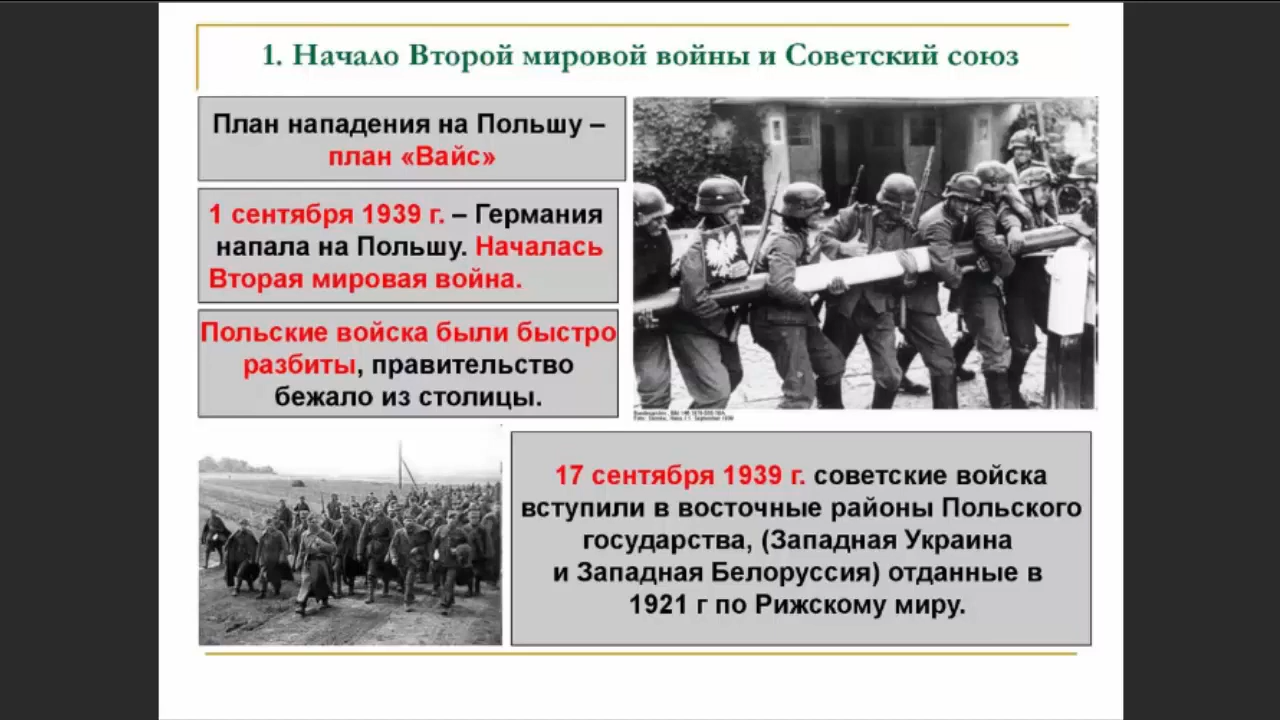 1. Начало Второй мировой войны и Советский союз
План нападения на Польшу –
план «Вайс»
1 сентября 1939 г. – Германия
напала на Польшу. Началась
Вторая мировая война.
Польские войска были быстро
разбиты, правительство
бежало из столицы.
17 сентября 1939 г. советские войска
вступили в восточные районы Польского
государства, (Западная Украина
и Западная Белоруссия) отданные в
1921 г по Рижскому миру.